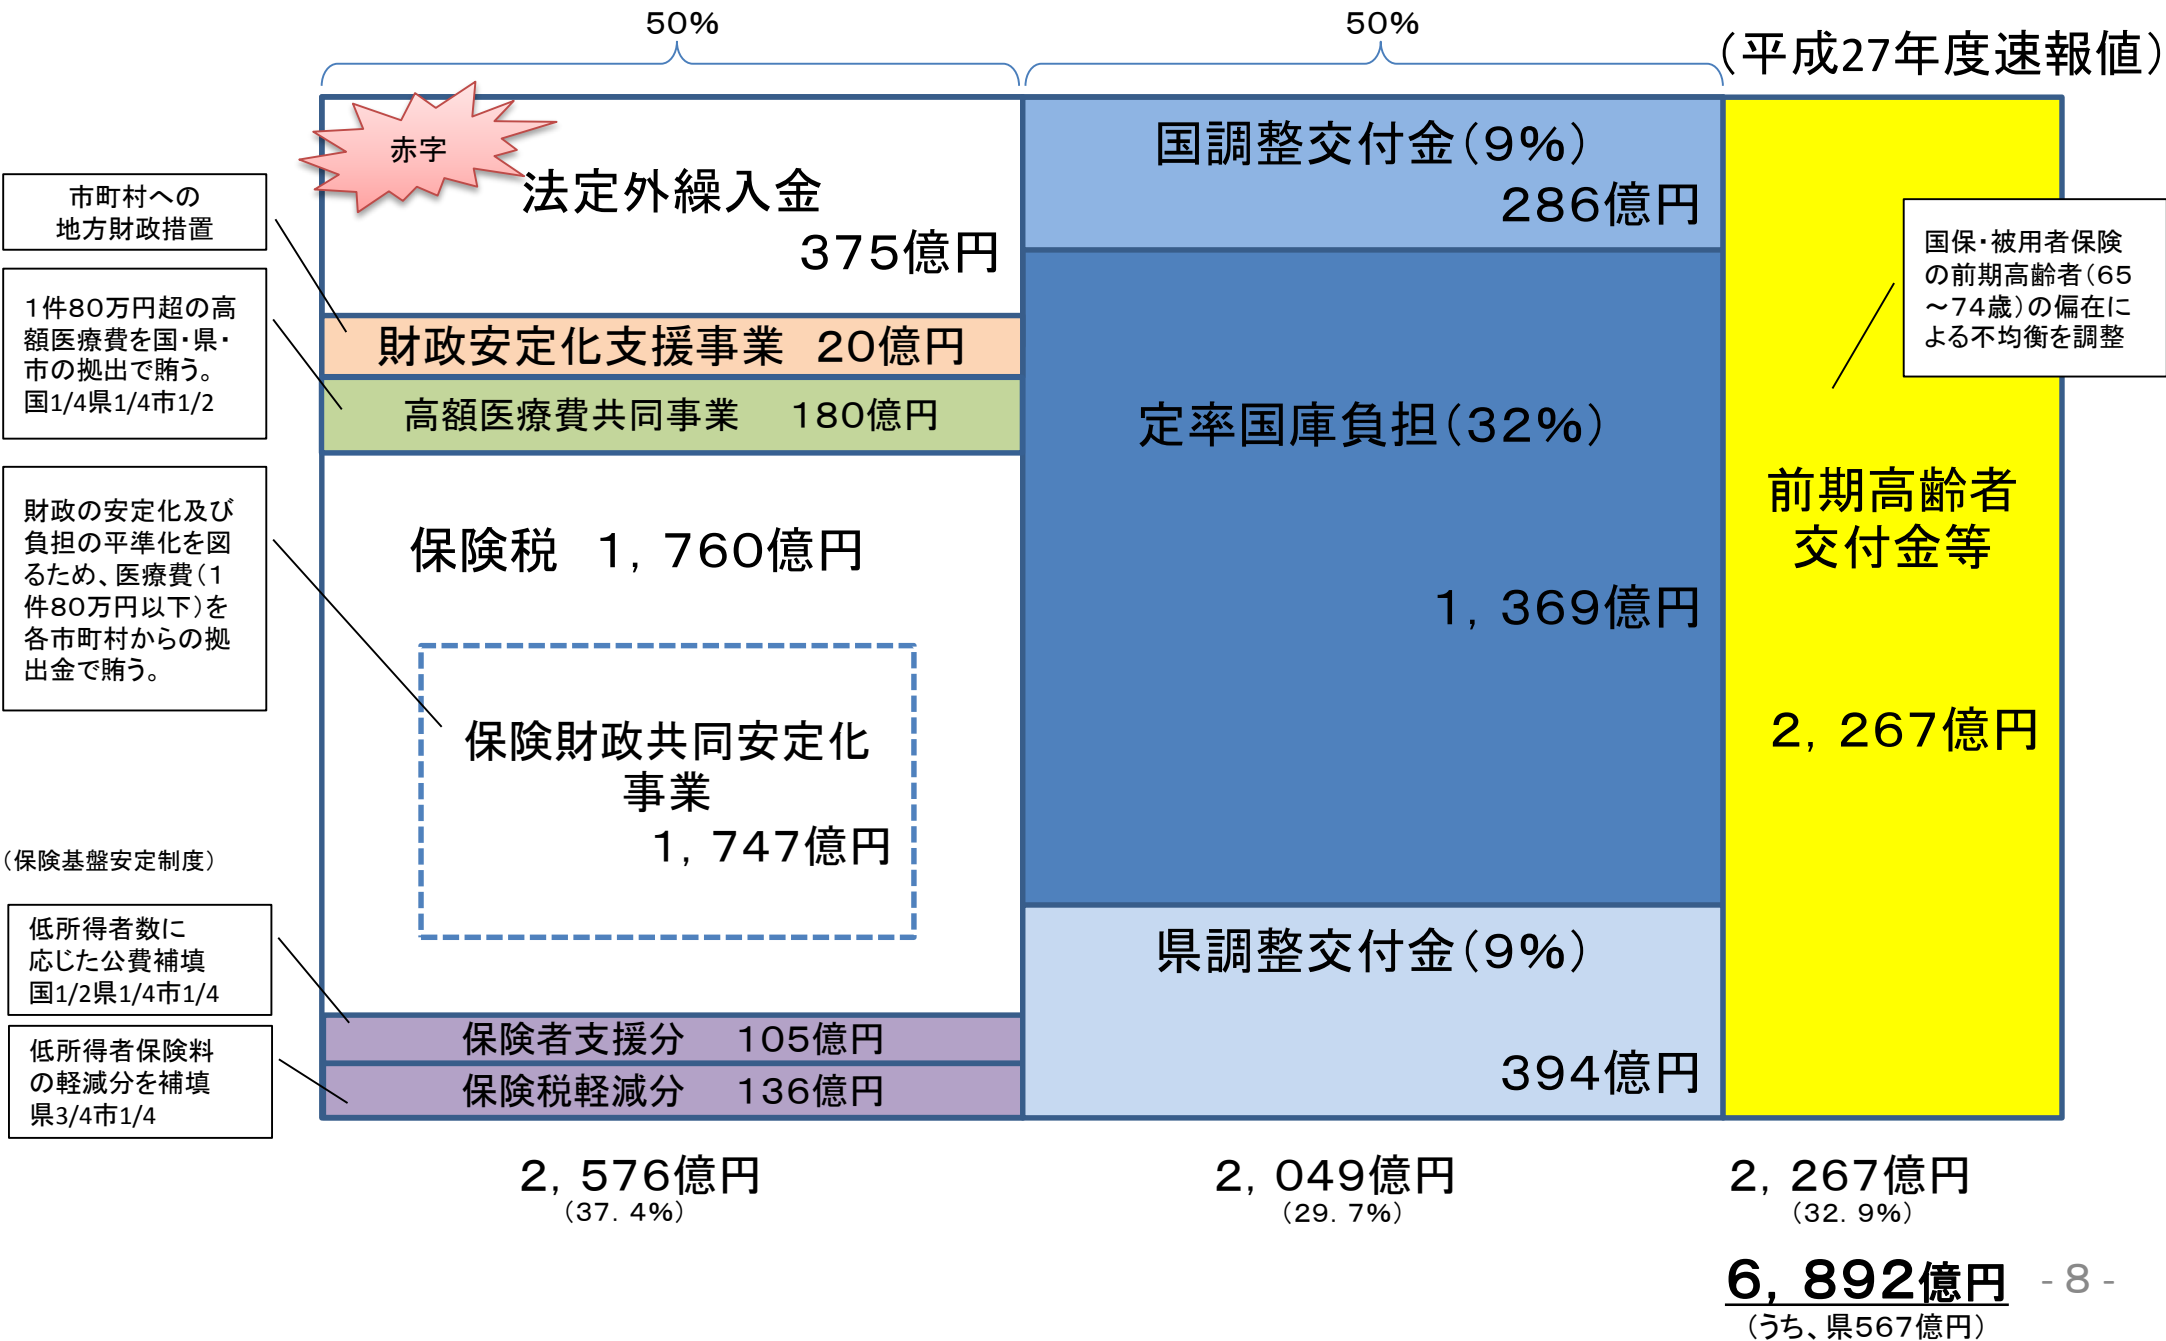 50%
50%
（平成27年度速報値）
赤字
法定外繰入金
375億円
国調整交付金（9%）
286億円
市町村への
地方財政措置
1件80万円超の高
額医療費を国・県・
市の拠出で賄う。
国1/4県1/4市1/2
財政安定化支援事業　20億円
高額医療費共同事業　180億円
定率国庫負担（32%）
1，369億円
国保・被用者保険
の前期高齢者（65
～74歳）の偏在に
よる不均衡を調整
前期高齢者
交付金等
2，267億円
財政の安定化及び
負担の平準化を図
るため、医療費（1
件80万円以下）を
各市町村からの拠
出金で賄う。
保険税　1，760億円
保険財政共同安定化
事業
1，747億円
（保険基盤安定制度）
低所得者数に
応じた公費補填
国1/2県1/4市1/4
低所得者保険料
の軽減分を補填
県3/4市1/4
保険者支援分　105億円
保険税軽減分　136億円
県調整交付金（9%）
394億円
2，576億円
（37．4%）
2，049億円
（29．7%）
2，267億円
（32．9%）
6，892億円
（うち、県567億円）
- 8 -